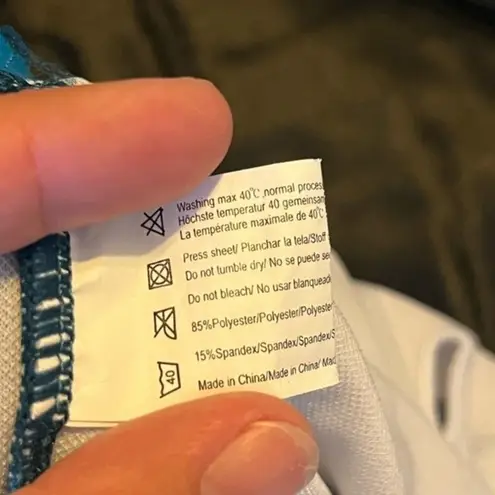 Washing max 40℃ ,normal proces
Höchste temperatur 40 gemeinsan
La température maximale de 40℃
Press sheet/ Planchar la tela/Stoff
Do not tumble dry/ No se puede se
Do not bleach/ No usar blanquead
85%Polyester/Polyester/Polyester
15%Spandex/Spandex/Spandex/S
Made in China/Made in China/ Mad
40